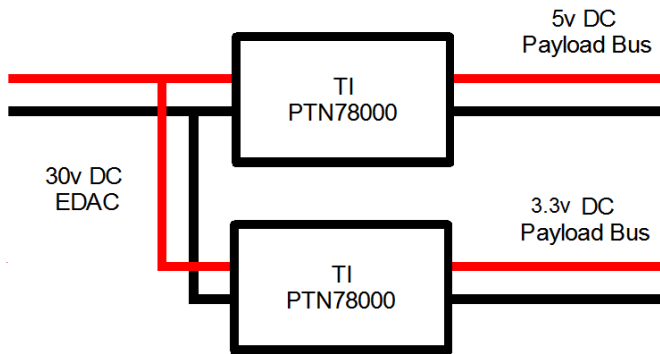 5v DC
Payload Bus
TI
PTN78000
30v DC
EDAC
3.3v DC
Payload Bus
TI
PTN78000